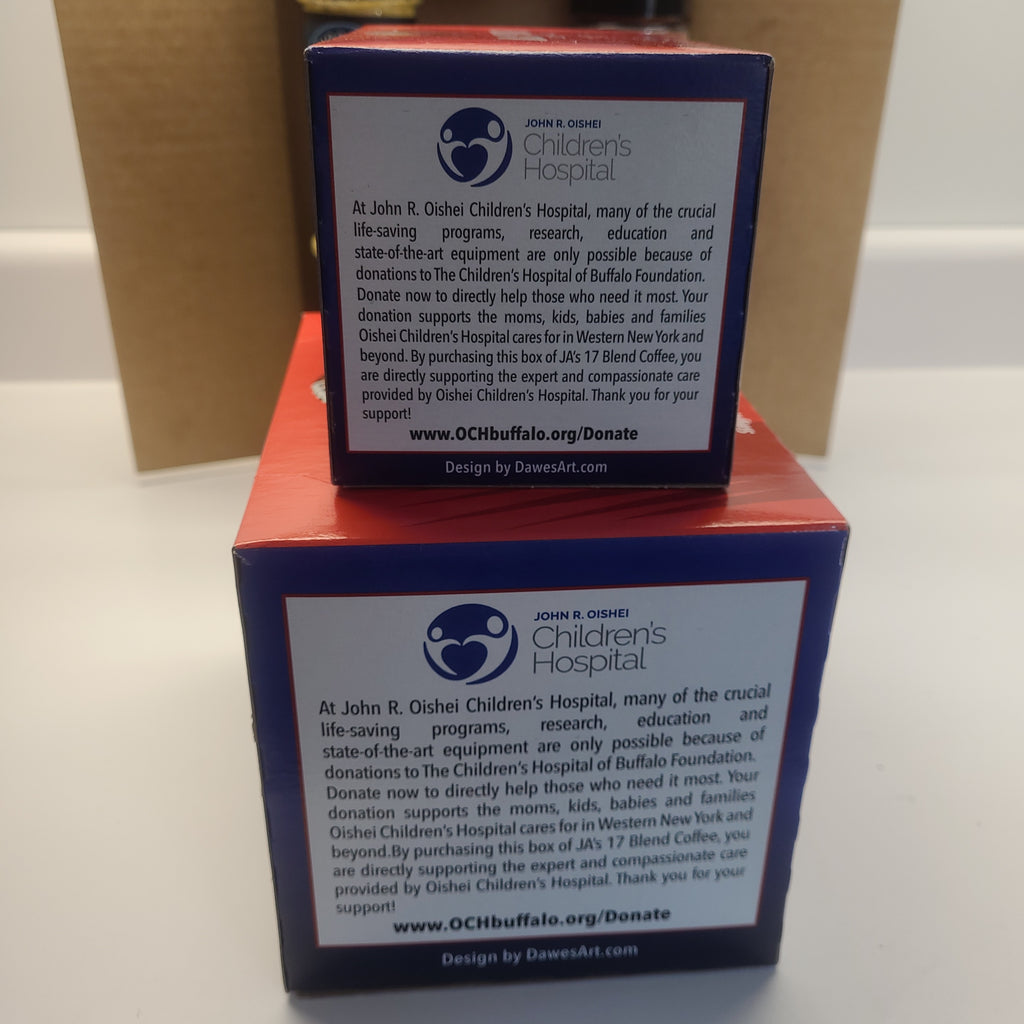 JOHN R. OISHEI
Children's
Hospital
At John R. Oishei Children's Hospital, many of the crucial
life-saving programs, research, education and
state-of-the-art equipment are only possible because of
donations to The Children's Hospital of Buffalo Foundation.
Donate now to directly help those who need it most. Your
donation supports the moms, kids, babies and families
Oishei Children's Hospital cares for in Western New York and
beyond. By purchasing this box of JA's 17 Blend Coffee, you
are directly supporting the expert and compassionate care
provided by Oishei Children's Hospital. Thank you for your
support!
www.OCHbuffalo.org/Donate
Design by DawesArt.com
JOHN R. OISHEI
Children's
Hospital
At John R. Oishei Children's Hospital, many of the crucial
life-saving programs, research, education and
state-of-the-art equipment are only possible because of
donations to The Children's Hospital of Buffalo Foundation.
Donate now to directly help those who need it most. Your
donation supports the moms, kids, babies and families
Oishei Children's Hospital cares for in Western New York and
beyond.By purchasing this box of JA's 17 Blend Coffee, you
are directly supporting the expert and compassionate care
provided by Oishei Children's Hospital. Thank you for your
support!
www.OCHbuffalo.org/Donate
Design by DawesArt.com